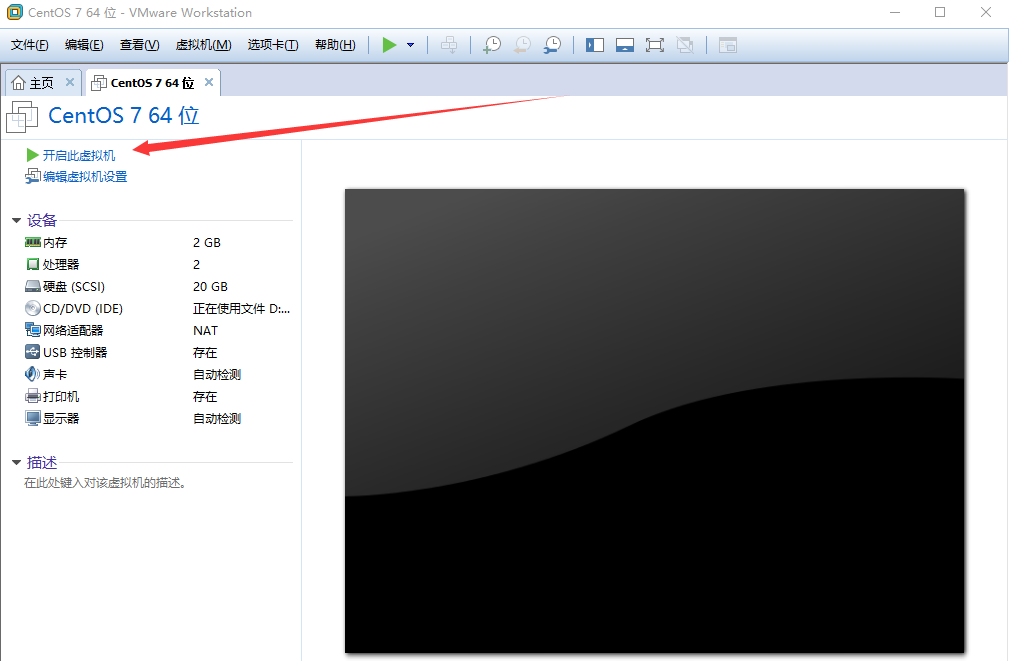 CentOS 7 64 位 - VMware Workstation
文件(F) 编辑(E) 查看(V) 虚拟机(M) 选项卡(T) 帮助(H)
主页 CentOS 7 64 位
CentOS 7 64 位
开启此虚拟机
编辑虚拟机设置
设备
内存 2 GB
处理器 2
硬盘 (SCSI) 20 GB
CD/DVD (IDE) 正在使用文件 D:...
网络适配器 NAT
USB 控制器 存在
声卡 自动检测
打印机 存在
显示器 自动检测
描述
在此处键入对该虚拟机的描述。